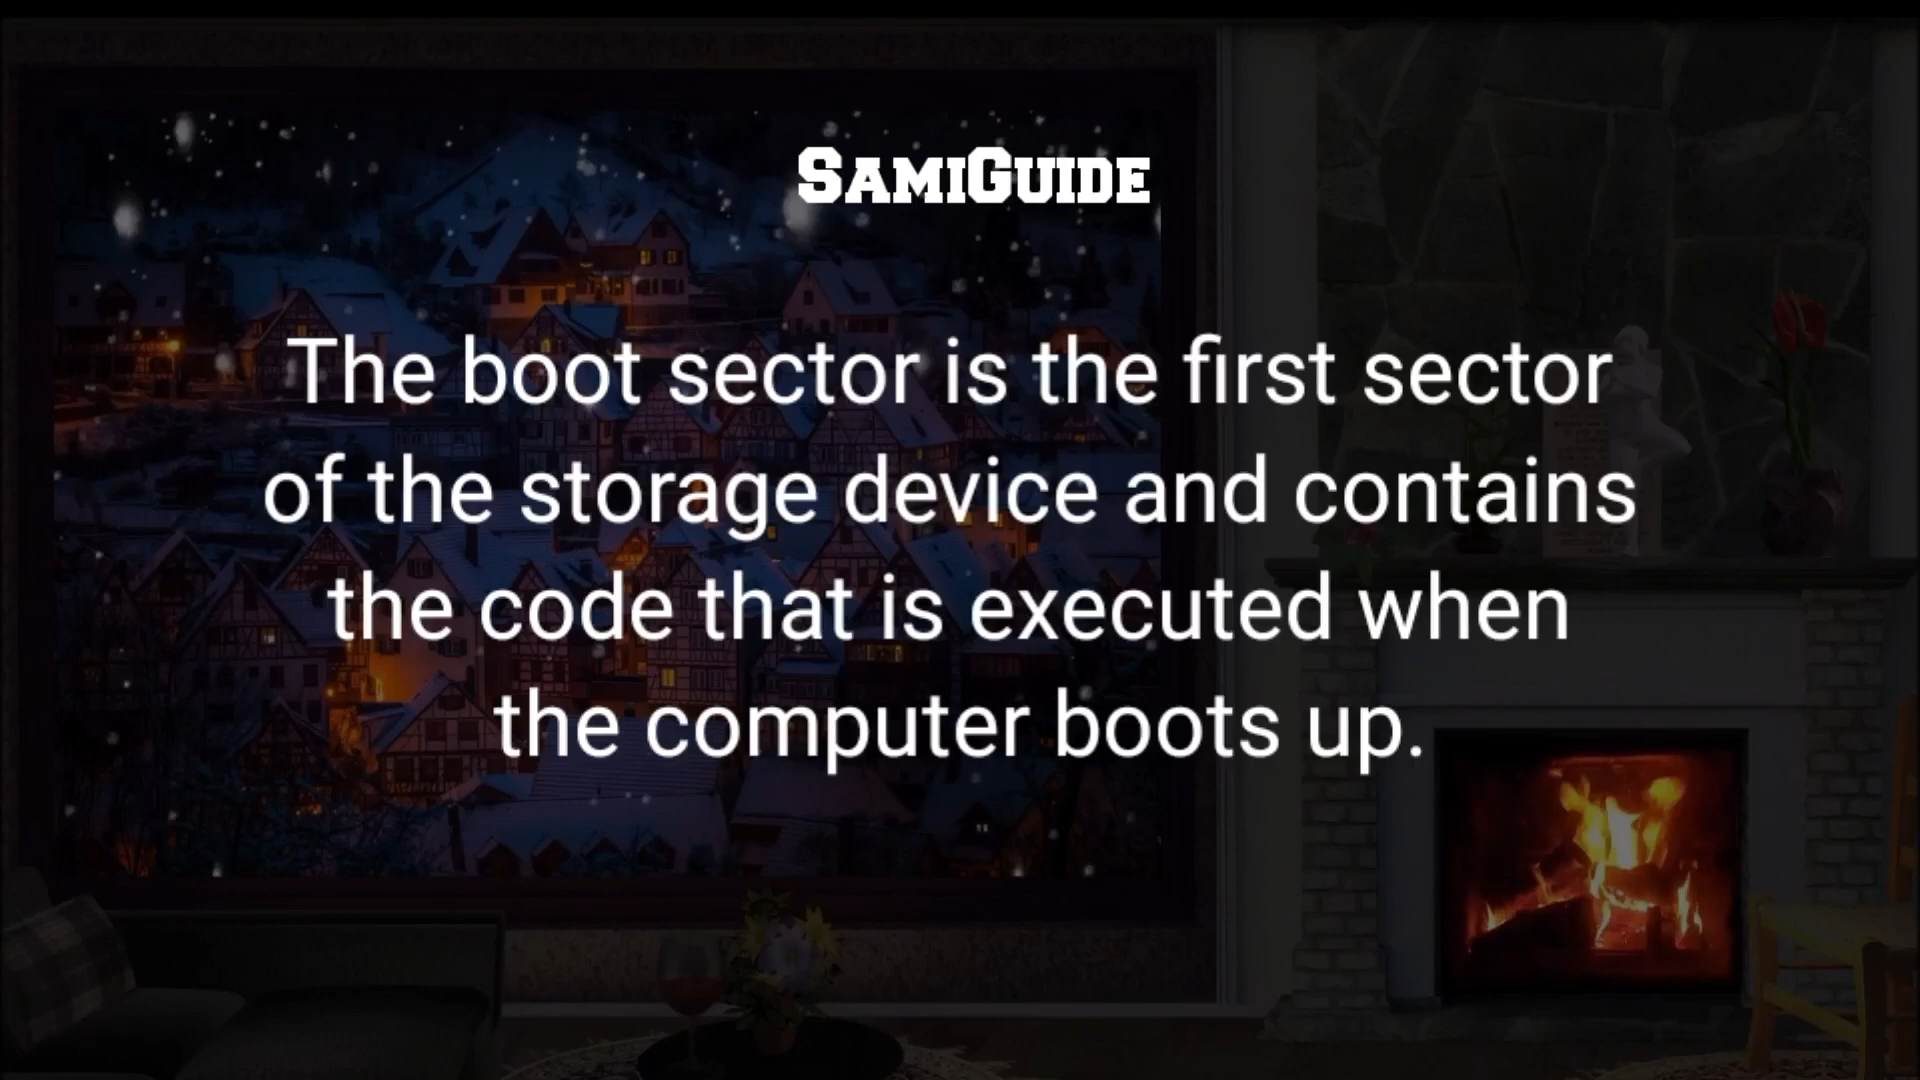 SamiGuide
The boot sector is the first sector
of the storage device and contains
the code that is executed when
the computer boots up.